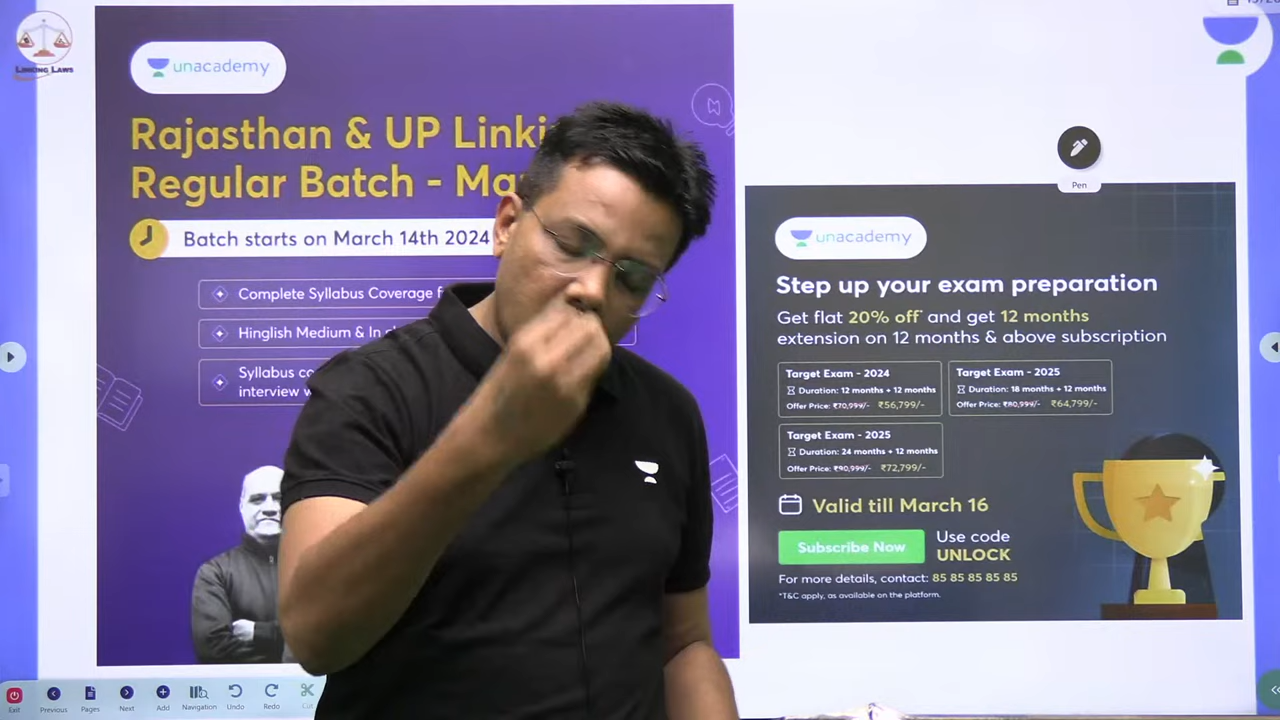 LINKING LAWS
unacademy
Rajasthan & UP
Regular Batch -
Batch starts on March 14th 2024
Complete Syllabus Coverage
Hinglish Medium & In
Syllabus
interview
Pen
unacademy
Step up your exam preparation
Get flat 20% off* and get 12 months
extension on 12 months & above subscription
Target Exam - 2024
Duration: 12 months + 12 months
Offer Price: ₹70,999/- ₹56,799/-
Target Exam - 2025
Duration: 18 months + 12 months
Offer Price: ₹80,999/- ₹64,799/-
Target Exam - 2025
Duration: 24 months + 12 months
Offer Price: ₹90,999/- ₹72,799/-
Valid till March 16
Subscribe Now
Use code
UNLOCK
For more details, contact: 85 85 85 85 85
*T&C apply, as available on the platform.
Exit
Previous
Pages
Next
Add
Navigation
Undo
Redo
Cut